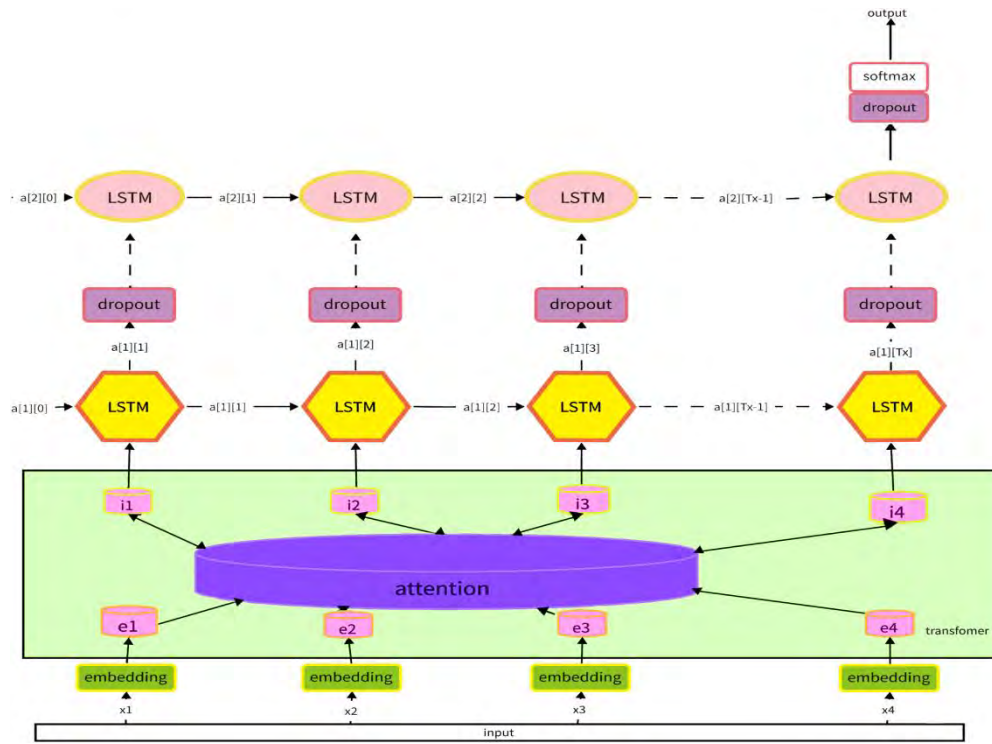 output
softmax
dropout
a[2][0] LSTM a[2][1] LSTM a[2][2] LSTM a[2][Tx-1] LSTM
dropout dropout dropout dropout
a[1][1] a[1][2] a[1][3] a[1][Tx]
a[1][0] LSTM a[1][1] LSTM a[1][2] LSTM a[1][Tx-1] LSTM
i1 i2 i3 i4
attention
e1 e2 e3 e4 transfomer
embedding embedding embedding embedding
x1 x2 x3 x4
input